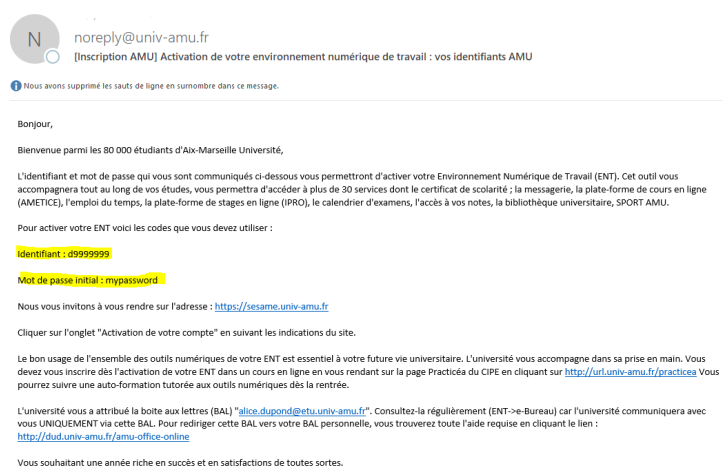 N
noreply@univ-amu.fr
[Inscription AMU] Activation de votre environnement numérique de travail : vos identifiants AMU
Nous avons supprimé les sauts de ligne en surnombre dans ce message.
Bonjour,
Bienvenue parmi les 80 000 étudiants d'Aix-Marseille Université,
L'identifiant et mot de passe qui vous sont communiqués ci-dessous vous permettront d'activer votre Environnement Numérique de Travail (ENT). Cet outil vous
accompagnera tout au long de vos études, vous permettra d'accéder à plus de 30 services dont le certificat de scolarité ; la messagerie, la plate-forme de cours en ligne
(AMETICE), l'emploi du temps, la plate-forme de stages en ligne (IPRO), le calendrier d'examens, l'accès à vos notes, la bibliothèque universitaire, SPORT AMU.
Pour activer votre ENT voici les codes que vous devez utiliser :
Identifiant : d9999999
Mot de passe initial : mypassword
Nous vous invitons à vous rendre sur l'adresse : https://sesame.univ-amu.fr
Cliquer sur l'onglet "Activation de votre compte" en suivant les indications du site.
Le bon usage de l'ensemble des outils numériques de votre ENT est essentiel à votre future vie universitaire. L'université vous accompagne dans sa prise en main. Vous
devez vous inscrire dès l'activation de votre ENT dans un cours en ligne en vous rendant sur la page Practicéa du CIPE en cliquant sur http://url.univ-amu.fr/practicea Vous
pourrez suivre une auto-formation tutorée aux outils numériques dès la rentrée.
L'université vous a attribué la boite aux lettres (BAL) "alice.dupond@etu.univ-amu.fr". Consultez-la régulièrement (ENT->e-Bureau) car l'université communiquera avec
vous UNIQUEMENT via cette BAL. Pour rediriger cette BAL vers votre BAL personnelle, vous trouverez toute l'aide requise en cliquant le lien :
http://dud.univ-amu.fr/amu-office-online
Vous souhaitant une année riche en succès et en satisfactions de toutes sortes.